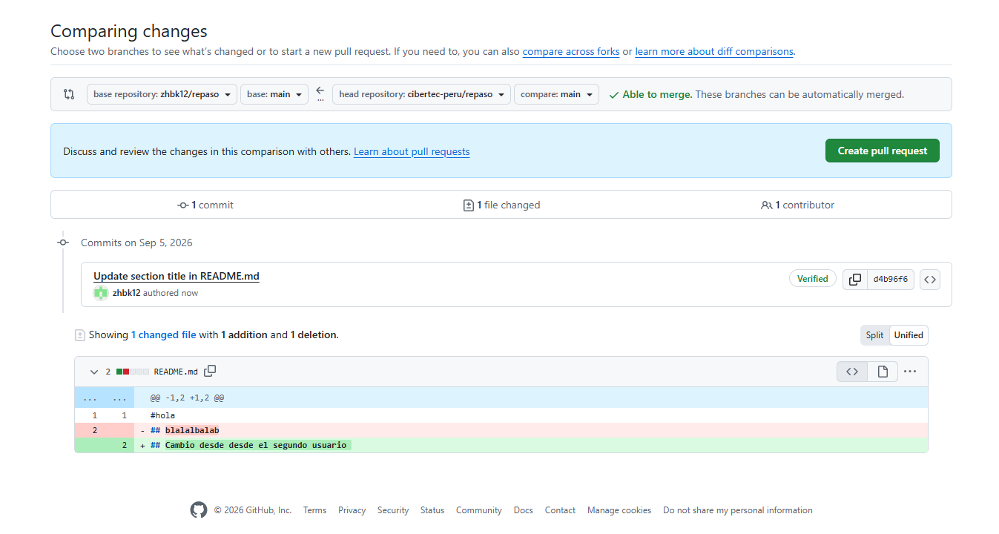 Comparing changes
Choose two branches to see what's changed or to start a new pull request. If you need to, you can also compare across forks or learn more about diff comparisons.
base repository: zhbk12/repaso base: main ← ... head repository: cibertec-peru/repaso compare: main ✓ Able to merge. These branches can be automatically merged.
Discuss and review the changes in this comparison with others. Learn about pull requests Create pull request
1 commit 1 file changed 1 contributor
Commits on Sep 5, 2026
Update section title in README.md Verified d4b96f6
zhbk12 authored now
Showing 1 changed file with 1 addition and 1 deletion. Split Unified
2 README.md ...
... ... @@ -1,2 +1,2 @@
1 1 #hola
2 - ## blalalbalab
2 + ## Cambio desde desde el segundo usuario
© 2026 GitHub, Inc. Terms Privacy Security Status Community Docs Contact Manage cookies Do not share my personal information